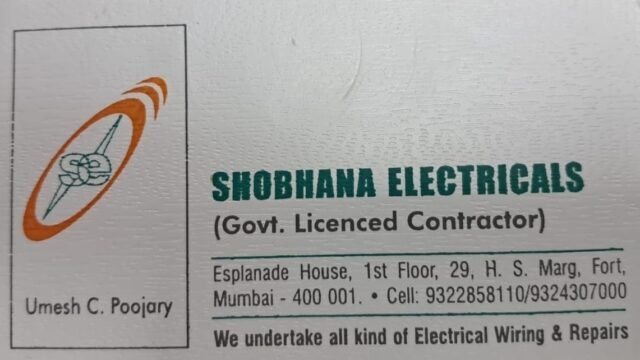 Se
Umesh C. Poojary
SHOBHANA ELECTRICALS
(Govt. Licenced Contractor)
Esplanade House, 1st Floor, 29, H. S. Marg, Fort,
Mumbai - 400 001. • Cell: 9322858110/9324307000
We undertake all kind of Electrical Wiring & Repairs